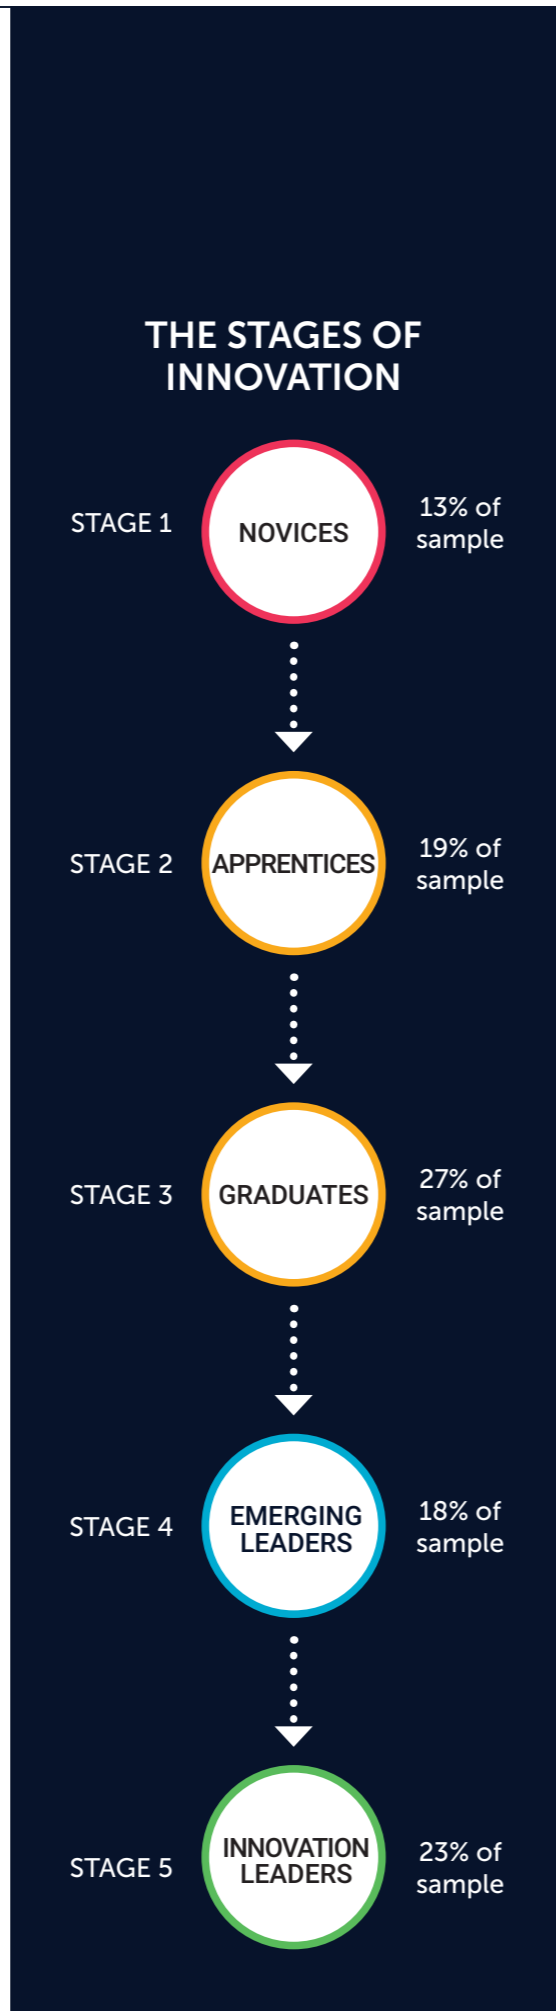 THE STAGES OF
INNOVATION
STAGE 1
NOVICES
13% of
sample
STAGE 2
APPRENTICES
19% of
sample
STAGE 3
GRADUATES
27% of
sample
STAGE 4
EMERGING
LEADERS
18% of
sample
STAGE 5
INNOVATION
LEADERS
23% of
sample